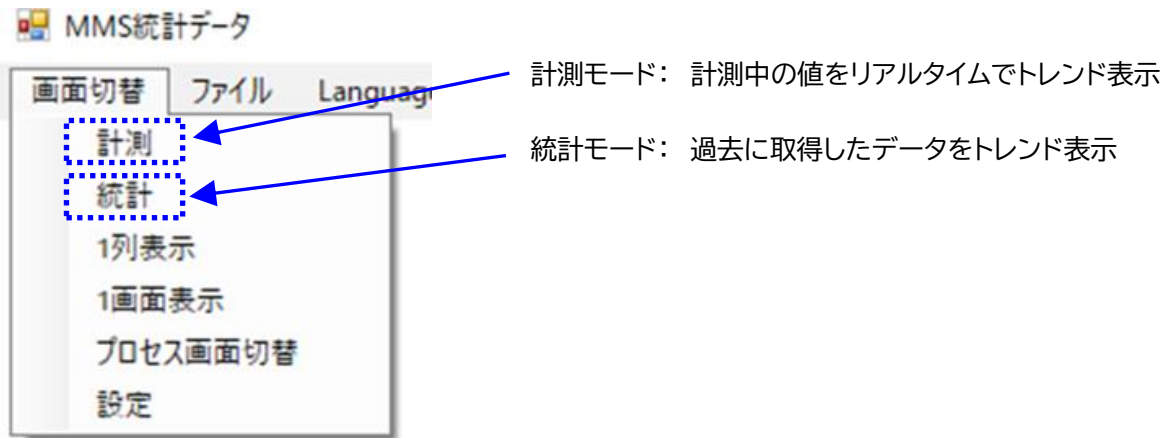 MMS統計データ
画面切替 ファイル Language
計測モード： 計測中の値をリアルタイムでトレンド表示
計測
統計モード： 過去に取得したデータをトレンド表示
統計
1列表示
1画面表示
プロセス画面切替
設定